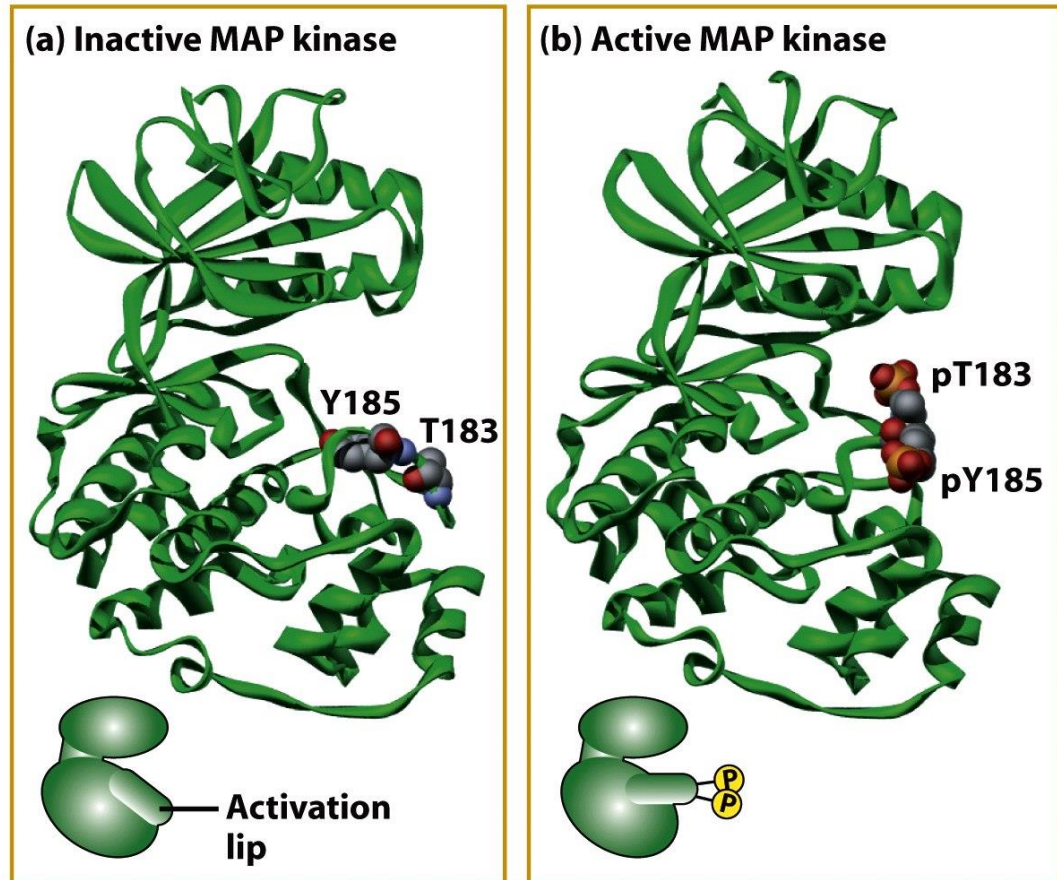 (a) Inactive MAP kinase
Y185
T183
Activation
lip
(b) Active MAP kinase
pT183
pY185
P
P